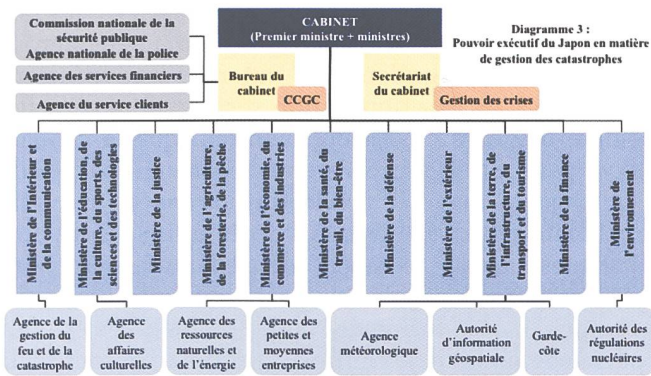 Commission nationale de la
sécurité publique
Agence nationale de la police
Agence des services financiers
Agence du service clients
CABINET
(Premier ministre + ministres)
Diagramme 3 :
Pouvoir exécutif du Japon en matière
de gestion des catastrophes
Bureau du
cabinet
CCGC
Secrétariat
du cabinet
Gestion des crises
Ministère de l'Intérieur et
de la communication
Ministère de l'éducation, de
la culture, du sports, des
sciences et des technologies
Ministère de la justice
Ministère de l'agriculture,
de la foresterie, de la pêche
Ministère de l'économie, du
commerce et des industries
Ministère de la santé, du
travail, du bien-être
Ministère de la défense
Ministère de l'extérieur
Ministère de la terre, de
l'infrastructure, du
transport et du tourisme
Ministère de la finance
Ministère de
l'environnement
Agence de la
gestion du
feu et de la
catastrophe
Agence
des
affaires
culturelles
Agence des
ressources
naturelles et
de l'énergie
Agence des
petites et
moyennes
entreprises
Agence
météorologique
Autorité
d'information
géospatiale
Garde-
côte
Autorité des
régulations
nucléaires